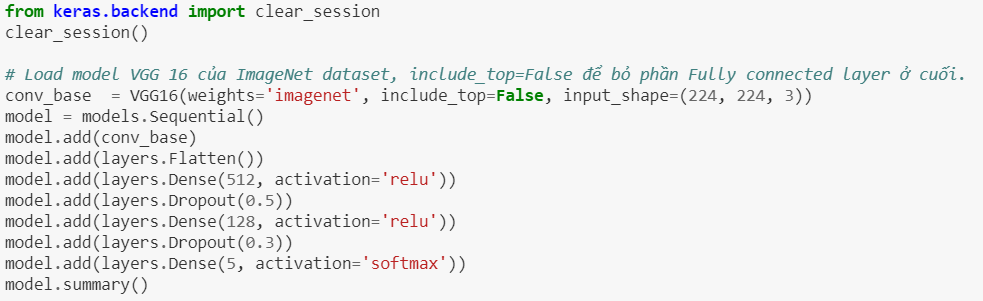 from keras.backend import clear_session
clear_session()
# Load model VGG 16 của ImageNet dataset, include_top=False để bỏ phần Fully connected layer ở cuối.
conv_base  = VGG16(weights='imagenet', include_top=False, input_shape=(224, 224, 3))
model = models.Sequential()
model.add(conv_base)
model.add(layers.Flatten())
model.add(layers.Dense(512, activation='relu'))
model.add(layers.Dropout(0.5))
model.add(layers.Dense(128, activation='relu'))
model.add(layers.Dropout(0.3))
model.add(layers.Dense(5, activation='softmax'))
model.summary()